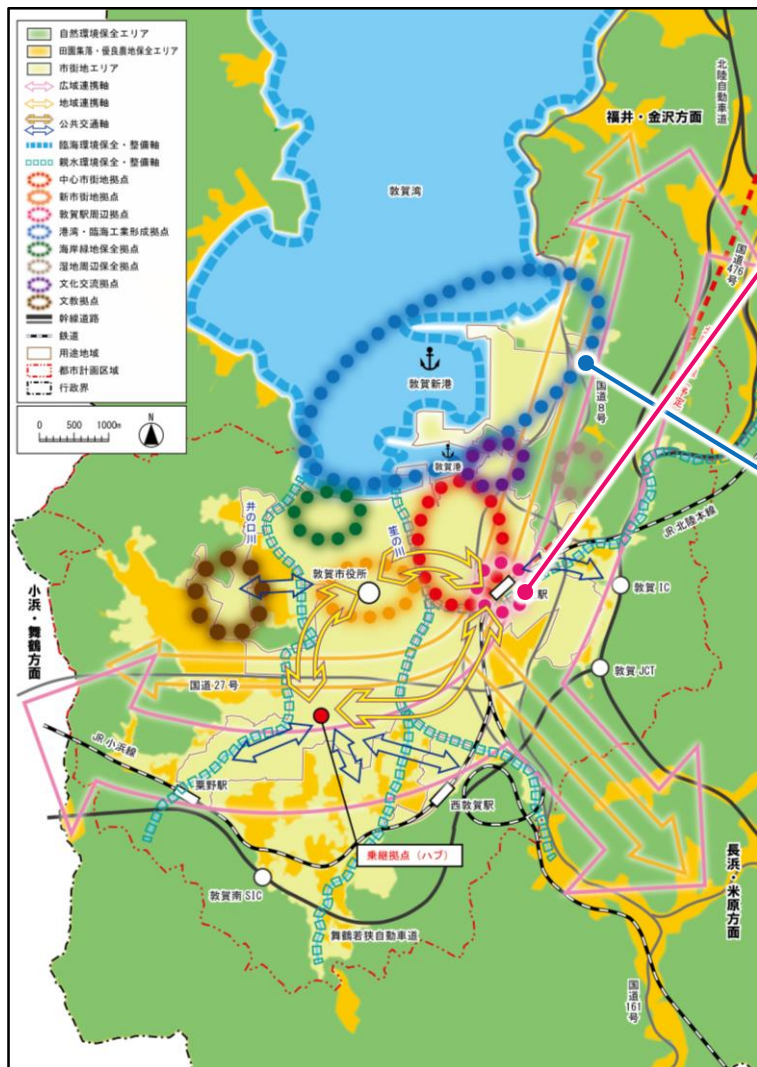 自然環境保全エリア
田園集落・優良農地保全エリア
市街地エリア
広域連携軸
地域連携軸
公共交通軸
臨海環境保全・整備軸
親水環境保全・整備軸
中心市街地拠点
新市街地拠点
敦賀駅周辺拠点
港湾・臨海工業形成拠点
海岸緑地保全拠点
湿地周辺保全拠点
文化交流拠点
文教拠点
幹線道路
鉄道
用途地域
都市計画区域
行政界
0 500 1000m
N
北陸自動車道
福井・金沢方面
敦賀湾
国道476号
敦賀新港
国道8号
予定
敦賀港
井の口川
笙の川
JR北陸本線
敦賀市役所
駅
敦賀IC
小浜・舞鶴方面
国道27号
敦賀JCT
JR小浜線
粟野駅
西敦賀駅
乗継拠点（ハブ）
敦賀南SIC
長浜・米原方面
舞鶴若狭自動車道
国道161号